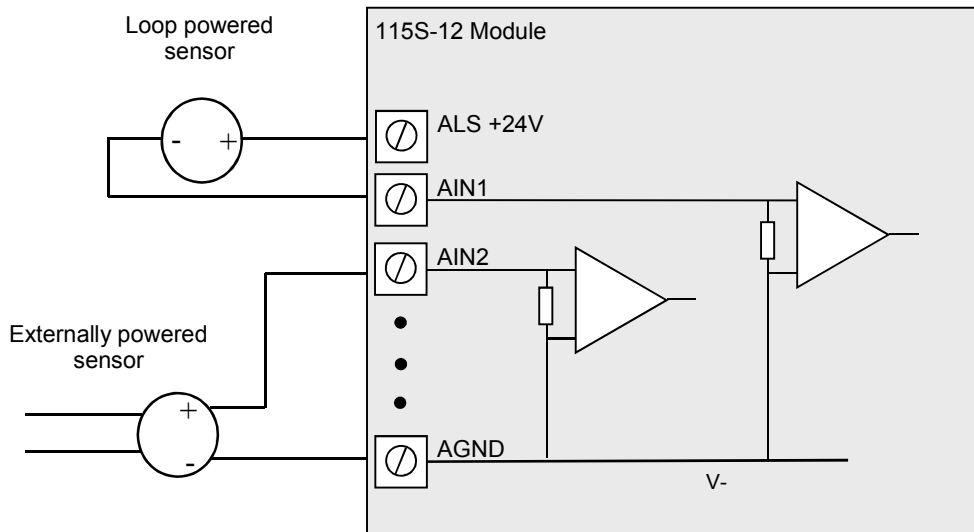 Loop powered
sensor
115S-12 Module
- +
ALS +24V
AIN1
AIN2
Externally powered
sensor
+
-
AGND
V-